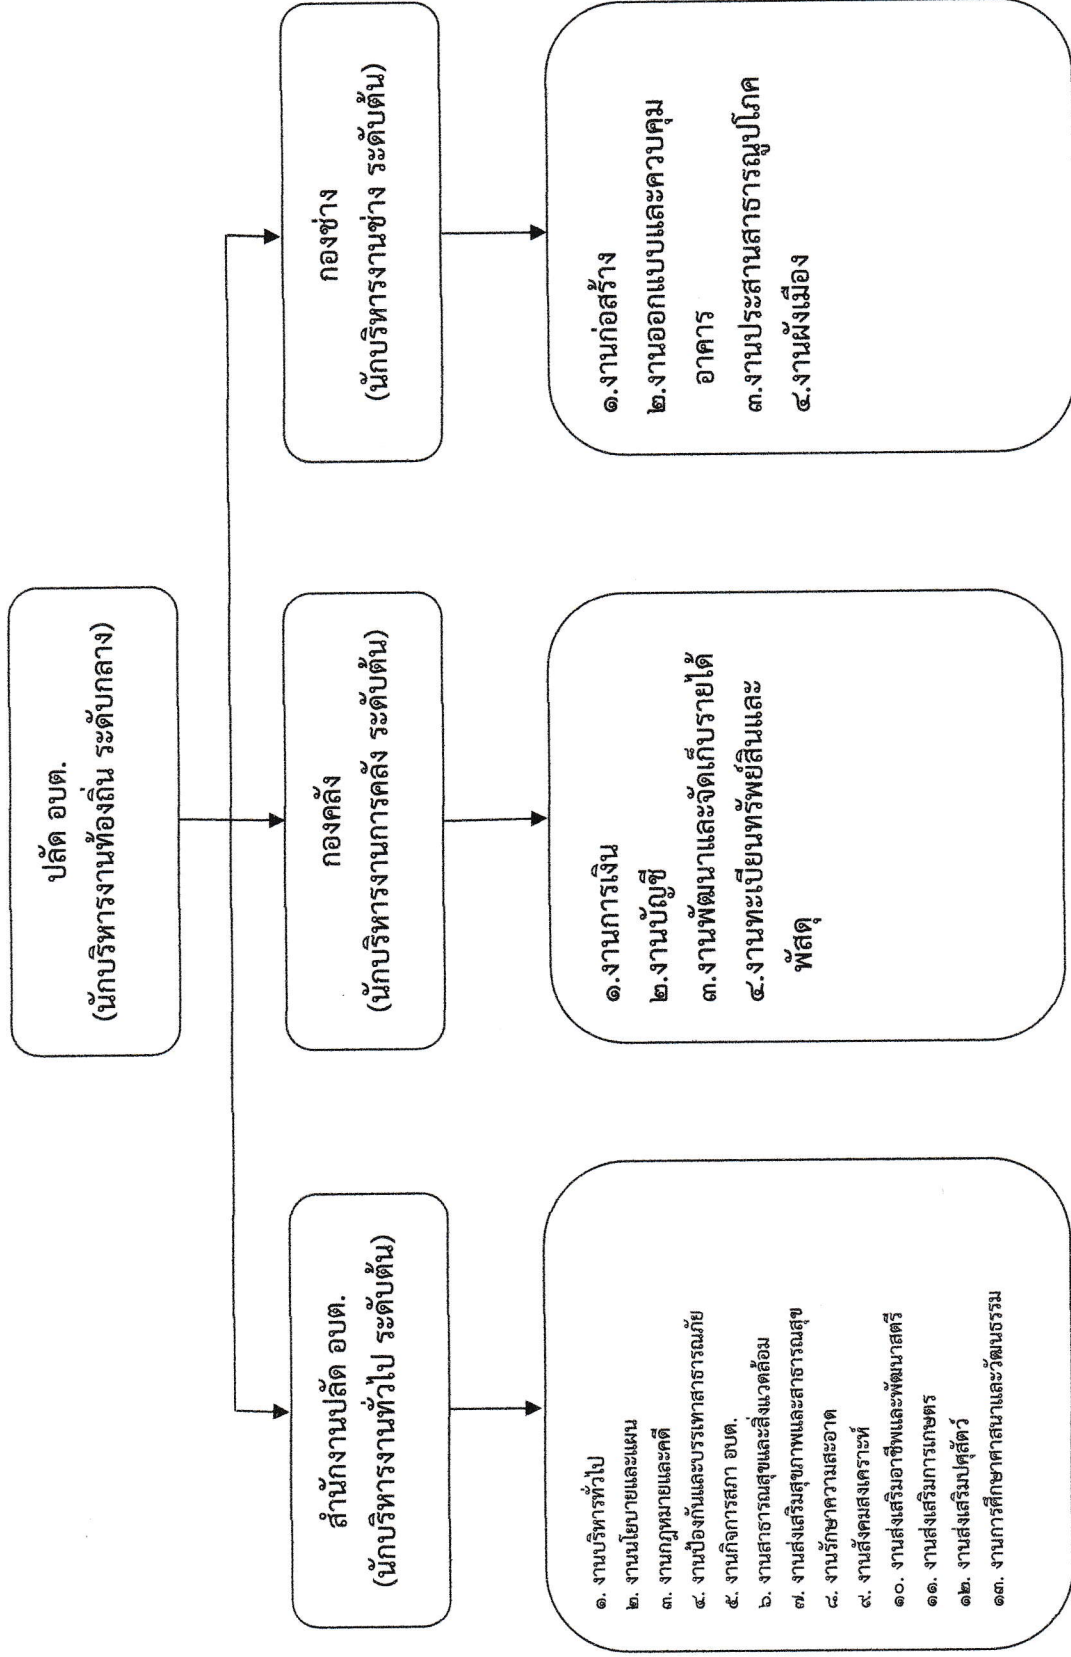 ปลัด อบต.
(นักบริหารงานท้องถิ่น ระดับกลาง)
สำนักงานปลัด อบต.
(นักบริหารงานทั่วไป ระดับต้น)
๑. งานบริหารทั่วไป
๒. งานนโยบายและแผน
๓. งานกฎหมายและคดี
๔. งานป้องกันและบรรเทาสาธารณภัย
๕. งานกิจการสภา อบต.
๖. งานสาธารณสุขและสิ่งแวดล้อม
๗. งานส่งเสริมสุขภาพและสาธารณสุข
๘. งานรักษาความสะอาด
๙. งานสังคมสงเคราะห์
๑๐. งานส่งเสริมอาชีพและพัฒนาสตรี
๑๑. งานส่งเสริมการเกษตร
๑๒. งานส่งเสริมปศุสัตว์
๑๓. งานการศึกษาศาสนาและวัฒนธรรม
กองคลัง
(นักบริหารงานการคลัง ระดับต้น)
๑.งานการเงิน
๒.งานบัญชี
๓.งานพัฒนาและจัดเก็บรายได้
๔.งานทะเบียนทรัพย์สินและ
พัสดุ
กองช่าง
(นักบริหารงานช่าง ระดับต้น)
๑.งานก่อสร้าง
๒.งานออกแบบและควบคุม
อาคาร
๓.งานประสานสาธารณูปโภค
๔.งานผังเมือง